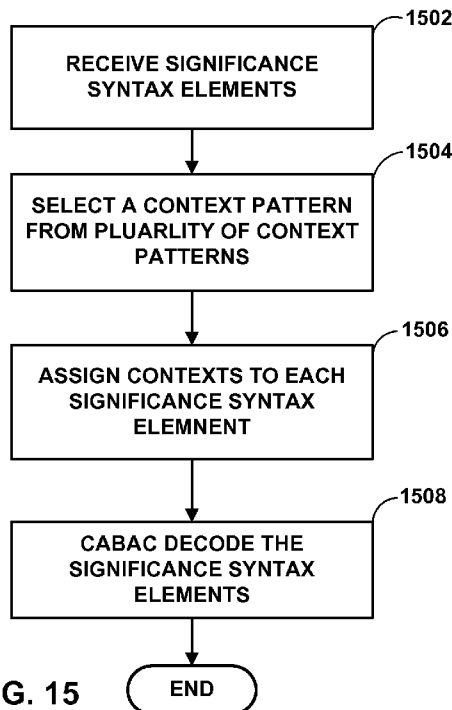 1502
RECEIVE SIGNIFICANCE
SYNTAX ELEMENTS
1504
SELECT A CONTEXT PATTERN
FROM PLUARLITY OF CONTEXT
PATTERNS
1506
ASSIGN CONTEXTS TO EACH
SIGNIFICANCE SYNTAX
ELEMNENT
1508
CABAC DECODE THE
SIGNIFICANCE SYNTAX
ELEMENTS
G. 15
END